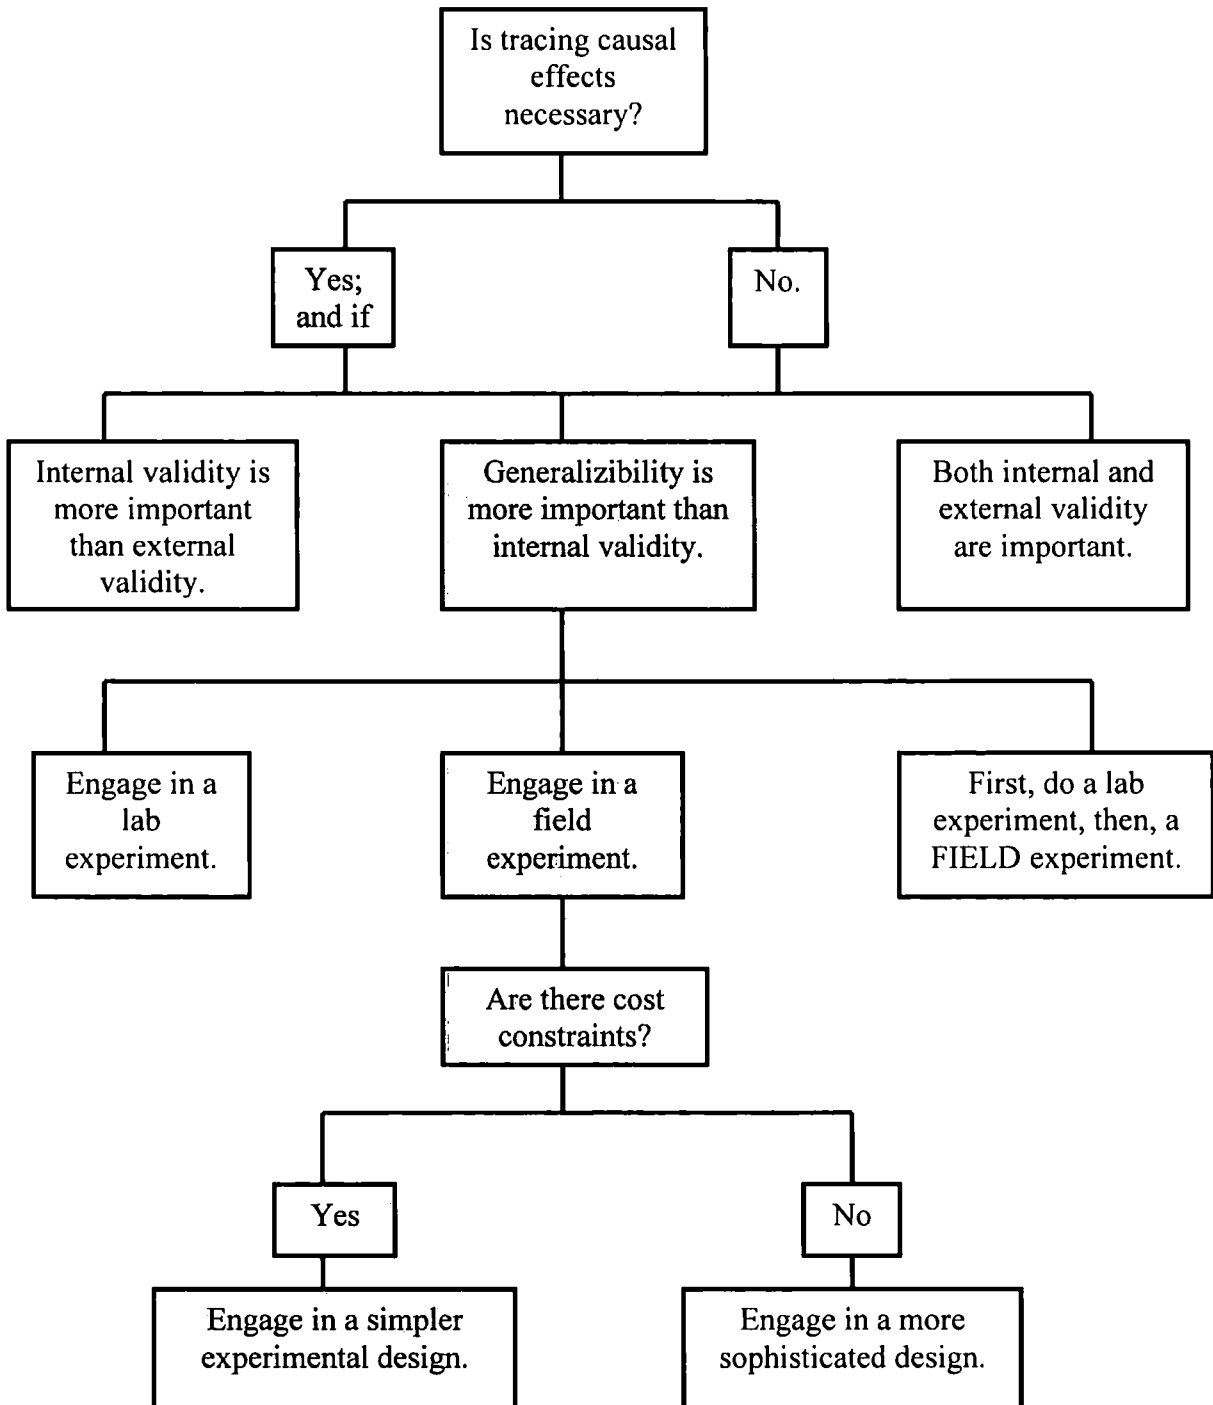 Is tracing causal
effects
necessary?
Yes;
and if
No.
Internal validity is
more important
than external
validity.
Generalizibility is
more important than
internal validity.
Both internal and
external validity
are important.
Engage in a
lab
experiment.
Engage in a
field
experiment.
First, do a lab
experiment, then, a
FIELD experiment.
Are there cost
constraints?
Yes
No
Engage in a simpler
experimental design.
Engage in a more
sophisticated design.